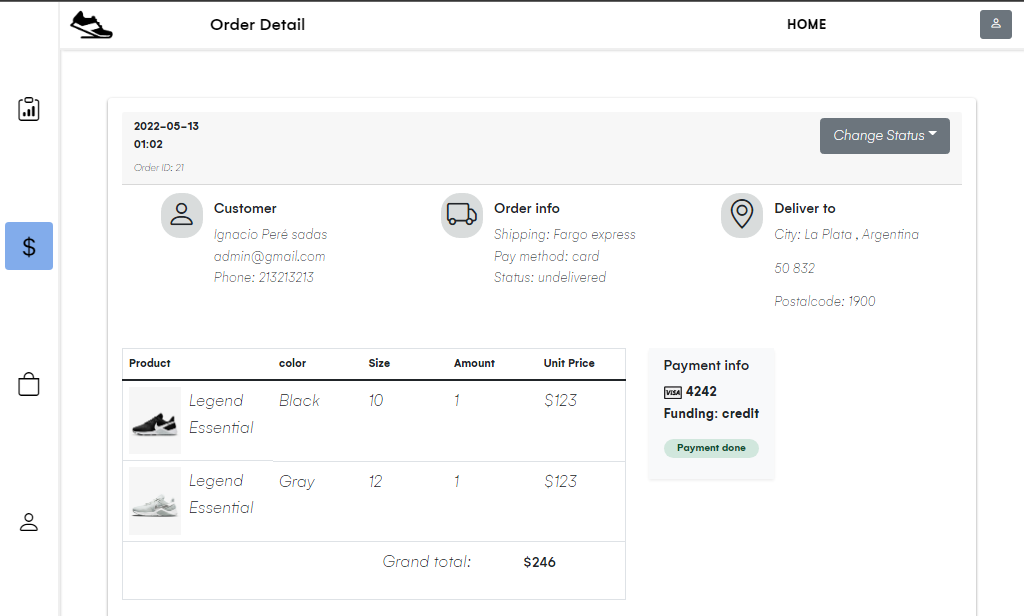 Order Detail
HOME
2022-05-13
01:02
Order ID: 21
Change Status
$
Customer
Ignacio Peré sadas
admin@gmail.com
Phone: 213213213
Order info
Shipping: Fargo express
Pay method: card
Status: undelivered
Deliver to
City: La Plata , Argentina
50 832
Postalcode: 1900
Product color Size Amount Unit Price
Legend Essential Black 10 1 $123
Legend Essential Gray 12 1 $123
Grand total: $246
Payment info
VISA 4242
Funding: credit
Payment done